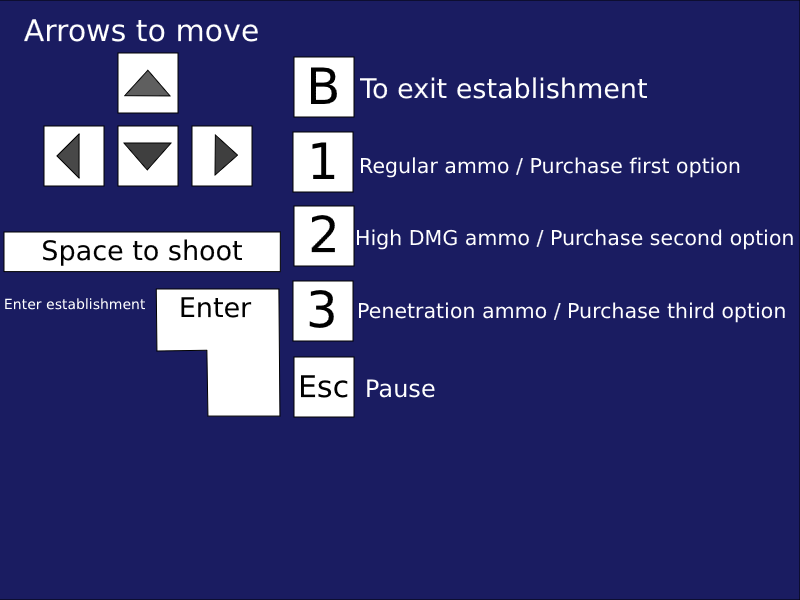 Arrows to move
B To exit establishment
1 Regular ammo / Purchase first option
2 High DMG ammo / Purchase second option
Space to shoot
Enter establishment Enter
3 Penetration ammo / Purchase third option
Esc Pause